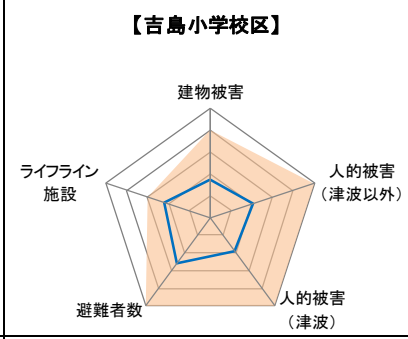 【吉島小学校区】
建物被害
人的被害
（津波以外）
人的被害
（津波）
避難者数
ライフライン
施設